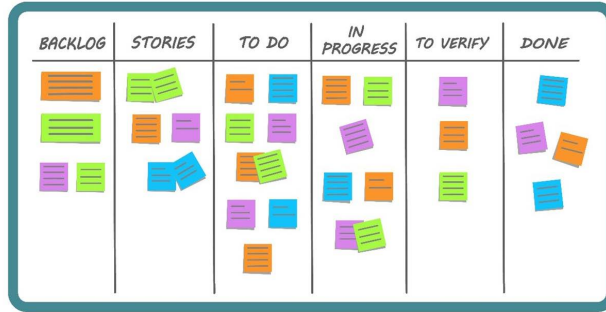 BACKLOG
STORIES
TO DO
IN
PROGRESS
TO VERIFY
DONE